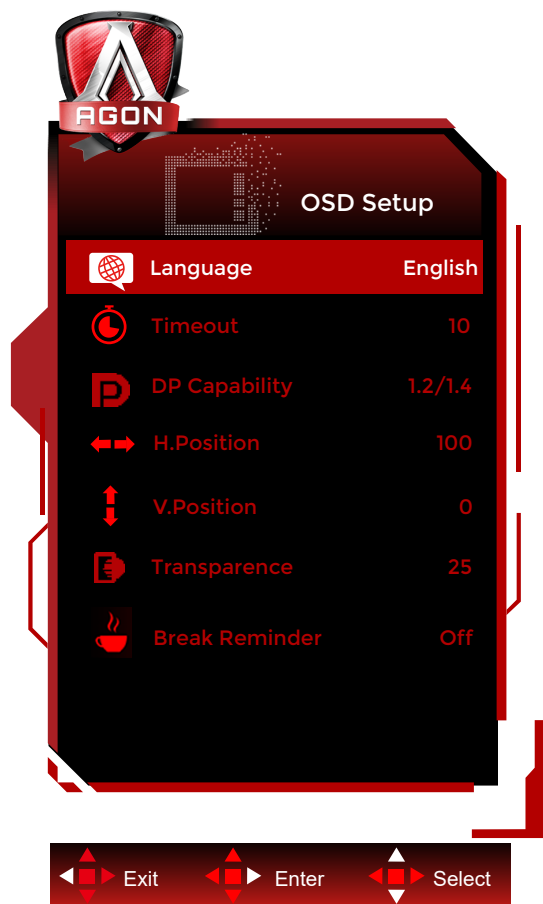 AGON
OSD Setup
Language English
Timeout 10
DP Capability 1.2/1.4
H.Position 100
V.Position 0
Transparence 25
Break Reminder Off
Exit Enter Select